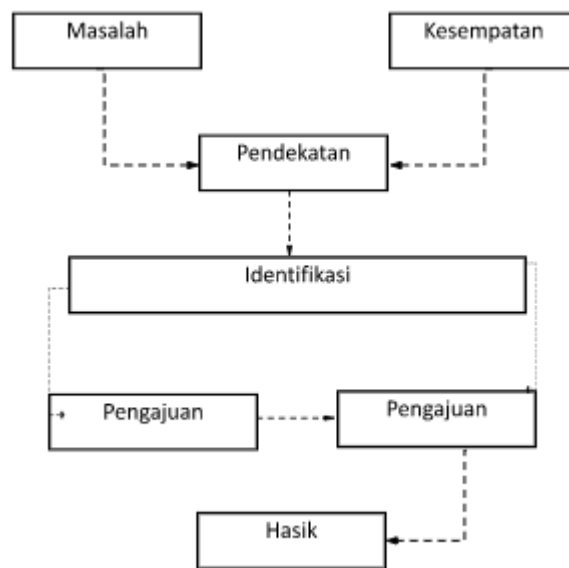 Masalah
Kesempatan
Pendekatan
Identifikasi
Pengajuan
Pengajuan
Hasik